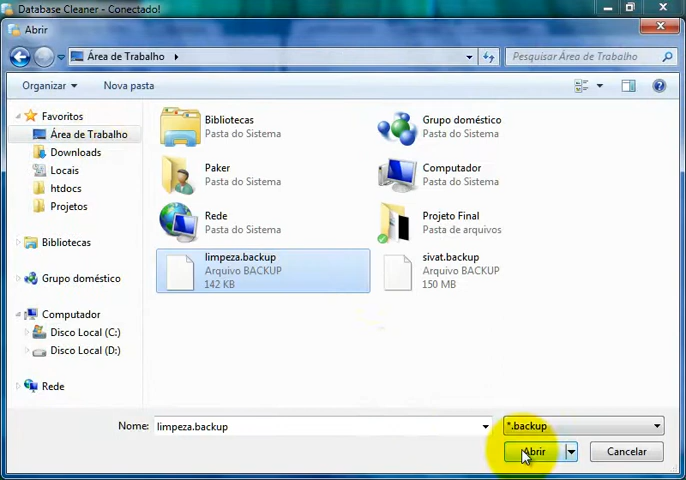 Database Cleaner - Conectado!
Abrir
Área de Trabalho
Pesquisar Área de Trabalho
Organizar
Nova pasta
Favoritos
Área de Trabalho
Downloads
Locais
htdocs
Projetos
Bibliotecas
Grupo doméstico
Computador
Disco Local (C:)
Disco Local (D:)
Rede
Bibliotecas
Pasta do Sistema
Grupo doméstico
Pasta do Sistema
Paker
Pasta do Sistema
Computador
Pasta do Sistema
Rede
Pasta do Sistema
Projeto Final
Pasta de arquivos
limpeza.backup
Arquivo BACKUP
142 KB
sivat.backup
Arquivo BACKUP
150 MB
Nome:
limpeza.backup
*.backup
Abrir
Cancelar